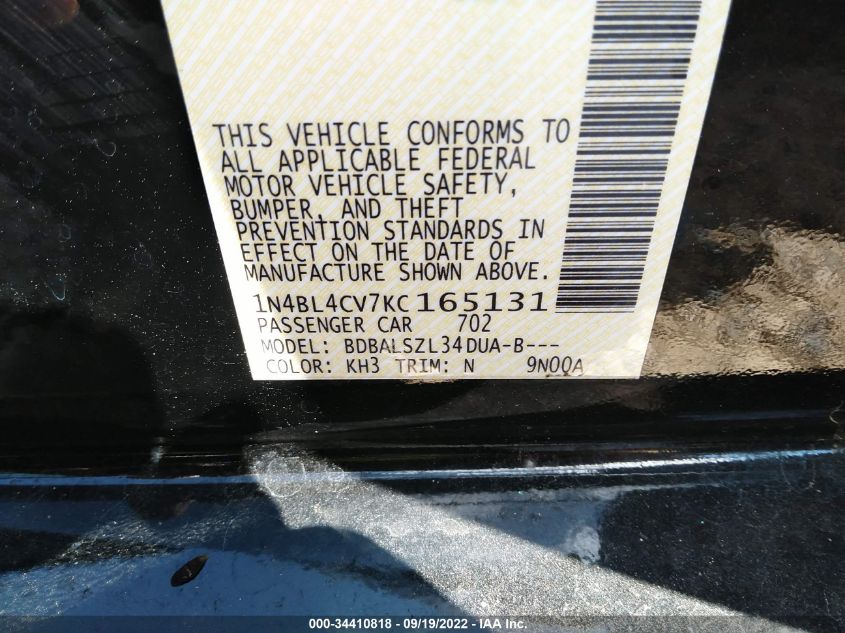 THIS VEHICLE CONFORMS TO
ALL APPLICABLE FEDERAL
MOTOR VEHICLE SAFETY,
BUMPER, AND THEFT
PREVENTION STANDARDS IN
EFFECT ON THE DATE OF
MANUFACTURE SHOWN ABOVE.
1N4BL4CV7KC165131
PASSENGER CAR 702
MODEL: BDBALSZL34DUA-B---
COLOR: KH3 TRIM: N 9N00A
000-34410818 - 09/19/2022 - IAA Inc.